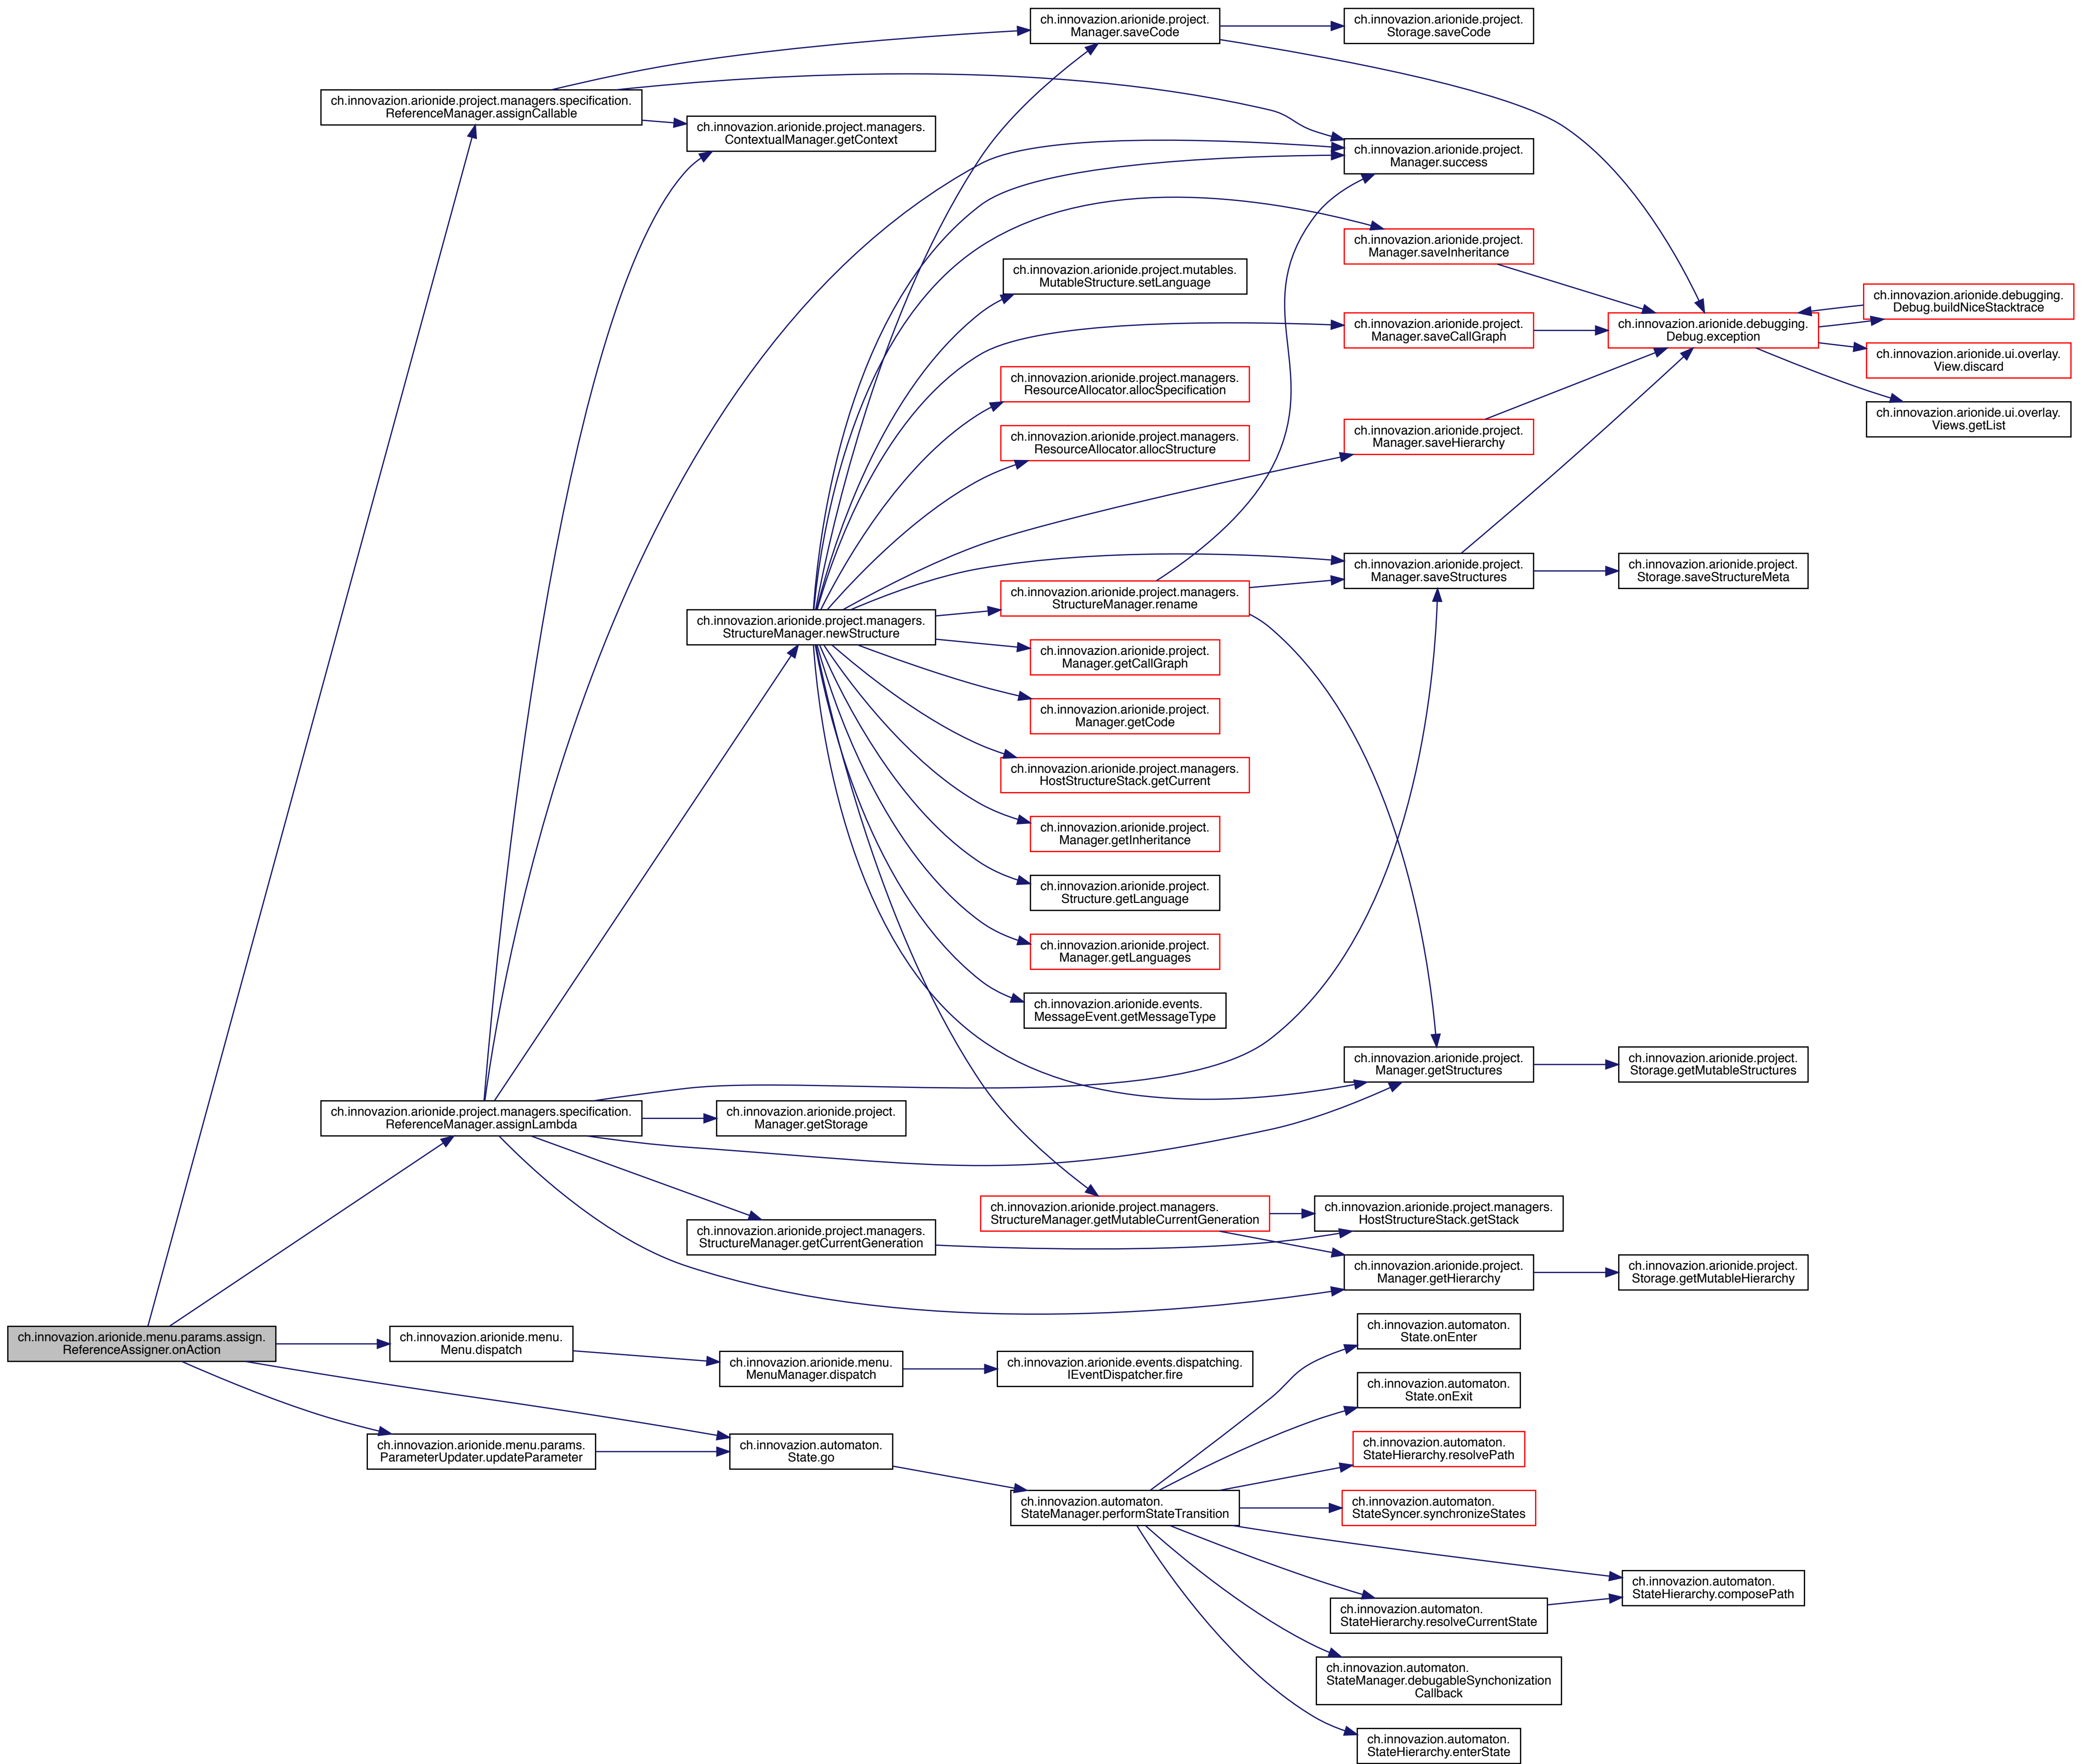 ch.innovazion.arionide.project.
Manager.saveCode
ch.innovazion.arionide.project.
Storage.saveCode
ch.innovazion.arionide.project.managers.specification.
ReferenceManager.assignCallable
ch.innovazion.arionide.project.managers.
ContextualManager.getContext
ch.innovazion.arionide.project.
Manager.success
ch.innovazion.arionide.project.
Manager.saveInheritance
ch.innovazion.arionide.project.mutables.
MutableStructure.setLanguage
ch.innovazion.arionide.debugging.
Debug.buildNiceStacktrace
ch.innovazion.arionide.project.
Manager.saveCallGraph
ch.innovazion.arionide.debugging.
Debug.exception
ch.innovazion.arionide.ui.overlay.
View.discard
ch.innovazion.arionide.project.managers.
ResourceAllocator.allocSpecification
ch.innovazion.arionide.ui.overlay.
Views.getList
ch.innovazion.arionide.project.managers.
ResourceAllocator.allocStructure
ch.innovazion.arionide.project.
Manager.saveHierarchy
ch.innovazion.arionide.project.
Manager.saveStructures
ch.innovazion.arionide.project.
Storage.saveStructureMeta
ch.innovazion.arionide.project.managers.
StructureManager.rename
ch.innovazion.arionide.project.managers.
StructureManager.newStructure
ch.innovazion.arionide.project.
Manager.getCallGraph
ch.innovazion.arionide.project.
Manager.getCode
ch.innovazion.arionide.project.managers.
HostStructureStack.getCurrent
ch.innovazion.arionide.project.
Manager.getInheritance
ch.innovazion.arionide.project.
Structure.getLanguage
ch.innovazion.arionide.project.
Manager.getLanguages
ch.innovazion.arionide.events.
MessageEvent.getMessageType
ch.innovazion.arionide.project.
Manager.getStructures
ch.innovazion.arionide.project.
Storage.getMutableStructures
ch.innovazion.arionide.project.managers.specification.
ReferenceManager.assignLambda
ch.innovazion.arionide.project.
Manager.getStorage
ch.innovazion.arionide.project.managers.
StructureManager.getMutableCurrentGeneration
ch.innovazion.arionide.project.managers.
HostStructureStack.getStack
ch.innovazion.arionide.project.managers.
StructureManager.getCurrentGeneration
ch.innovazion.arionide.project.
Manager.getHierarchy
ch.innovazion.arionide.project.
Storage.getMutableHierarchy
ch.innovazion.arionide.menu.params.assign.
ReferenceAssigner.onAction
ch.innovazion.arionide.menu.
Menu.dispatch
ch.innovazion.arionide.menu.
MenuManager.dispatch
ch.innovazion.arionide.events.dispatching.
IEventDispatcher.fire
ch.innovazion.automaton.
State.onEnter
ch.innovazion.automaton.
State.onExit
ch.innovazion.arionide.menu.params.
ParameterUpdater.updateParameter
ch.innovazion.automaton.
State.go
ch.innovazion.automaton.
StateHierarchy.resolvePath
ch.innovazion.automaton.
StateManager.performStateTransition
ch.innovazion.automaton.
StateSyncer.synchronizeStates
ch.innovazion.automaton.
StateHierarchy.composePath
ch.innovazion.automaton.
StateHierarchy.resolveCurrentState
ch.innovazion.automaton.
StateManager.debugableSynchonization
Callback
ch.innovazion.automaton.
StateHierarchy.enterState